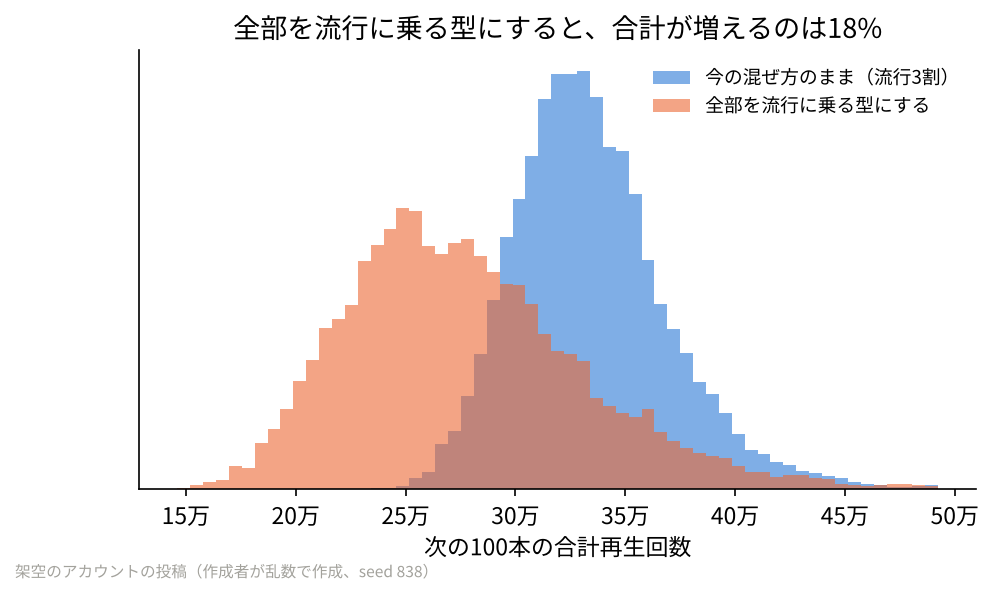 全部を流行に乗る型にすると、合計が増えるのは18%
今の混ぜ方のまま（流行3割）
全部を流行に乗る型にする
15万 20万 25万 30万 35万 40万 45万 50万
次の100本の合計再生回数
架空のアカウントの投稿（作成者が乱数で作成、seed 838）